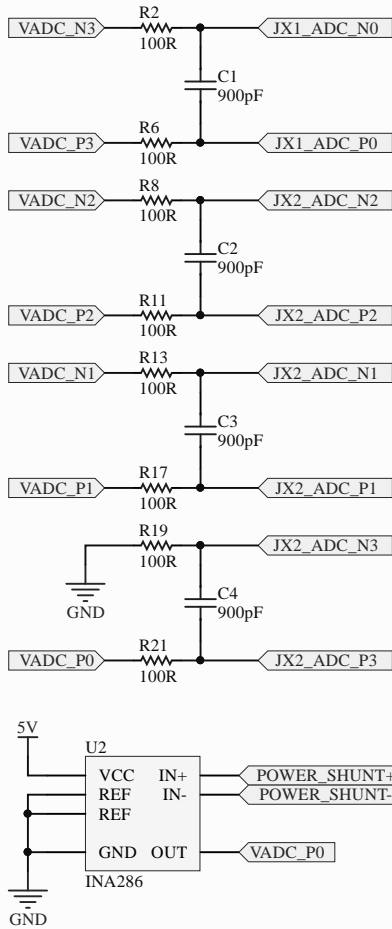 VADC_N3 R2 100R JX1_ADC_N0
C1
900pF
VADC_P3 R6 100R JX1_ADC_P0
VADC_N2 R8 100R JX2_ADC_N2
C2
900pF
VADC_P2 R11 100R JX2_ADC_P2
VADC_N1 R13 100R JX2_ADC_N1
C3
900pF
VADC_P1 R17 100R JX2_ADC_P1
R19 100R JX2_ADC_N3
GND
C4
900pF
VADC_P0 R21 100R JX2_ADC_P3
5V
U2
VCC IN+ POWER_SHUNT+
REF IN- POWER_SHUNT-
REF
GND OUT VADC_P0
INA286
GND